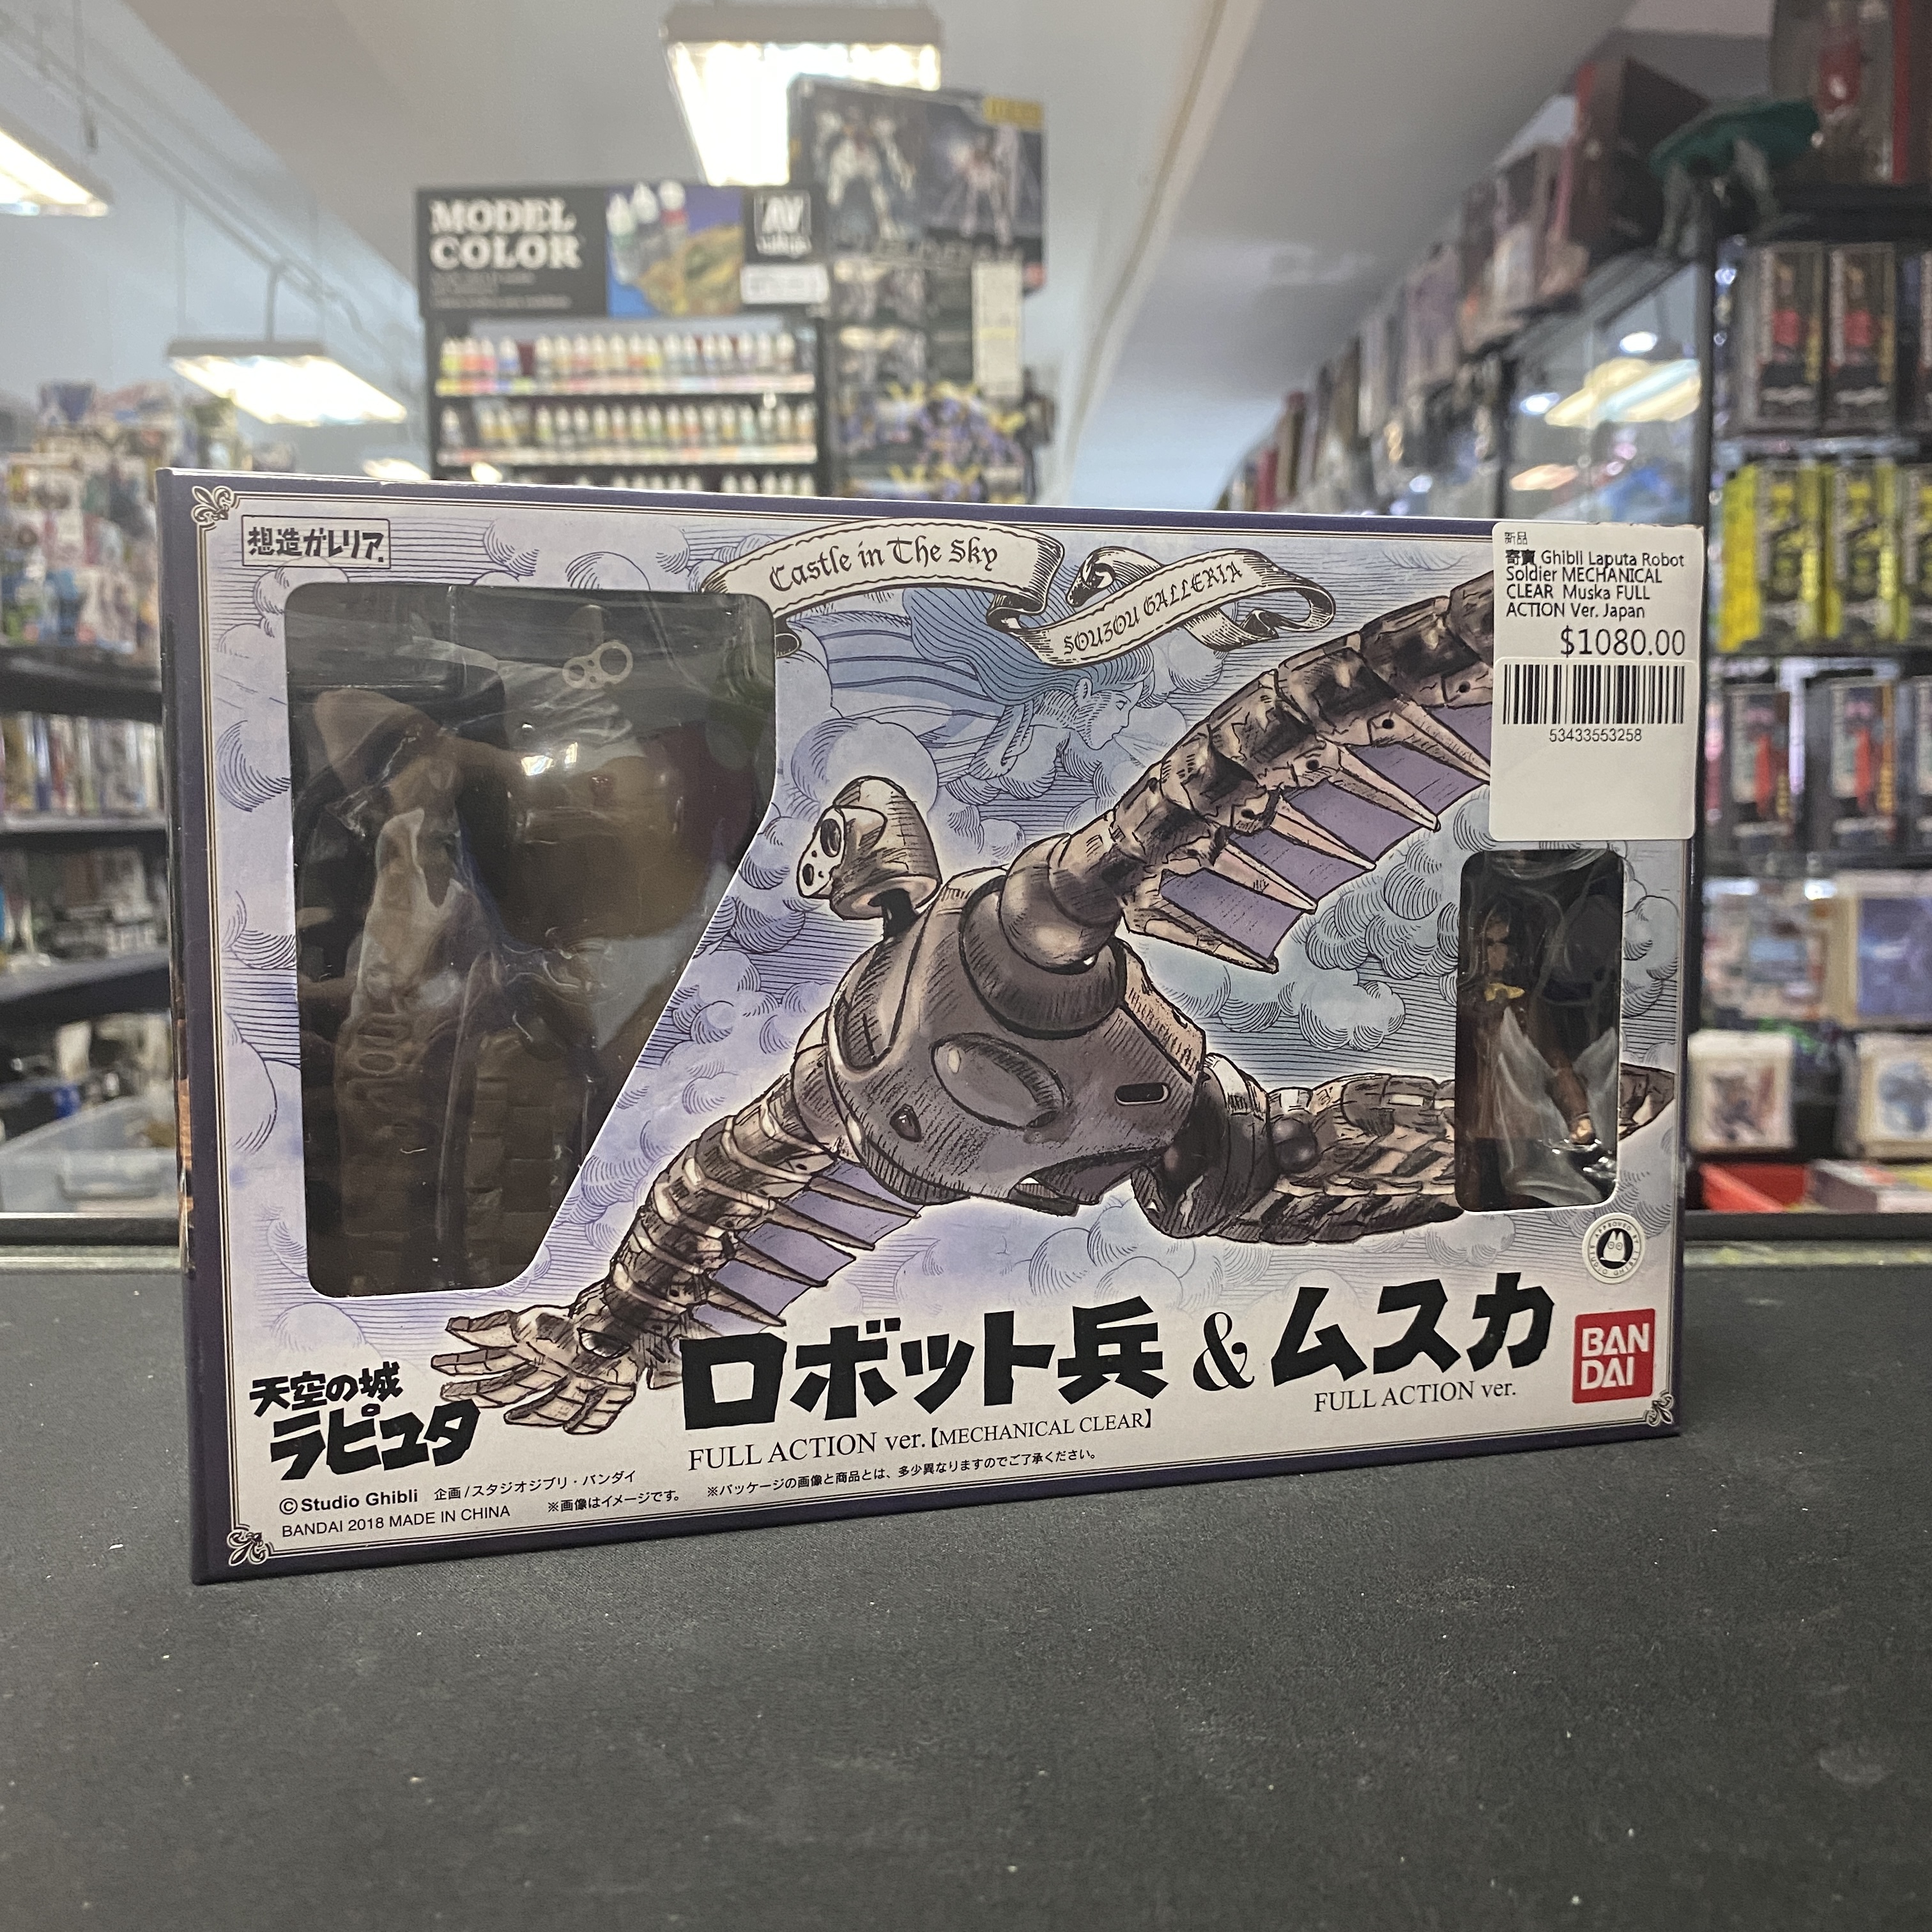 MODEL
COLOR
AV
想造ガレリア
Castle in The Sky
SOUZOU GALLERIA
新品
奇寶 Ghibli Laputa Robot
Soldier MECHANICAL
CLEAR Muska FULL
ACTION Ver. Japan
$1080.00
53433553258
ロボット兵 & ムスカ
FULL ACTION ver.【MECHANICAL CLEAR】
FULL ACTION ver.
BAN
DAI
天空の城
ラピュタ
©Studio Ghibli 企画/スタジオジブリ・バンダイ
BANDAI 2018 MADE IN CHINA ※画像はイメージです。 ※パッケージの画像と商品とは、多少異なりますのでご了承ください。